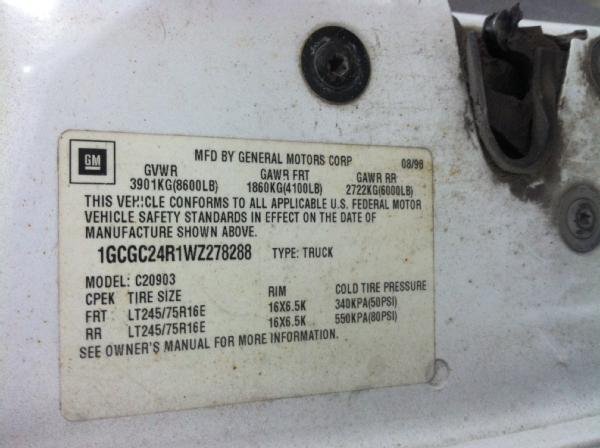 GM
MFD BY GENERAL MOTORS CORP 08/98
GVWR GAWR FRT GAWR RR
3901KG(8600LB) 1860KG(4100LB) 2722KG(6000LB)
THIS VEHICLE CONFORMS TO ALL APPLICABLE U.S. FEDERAL MOTOR
VEHICLE SAFETY STANDARDS IN EFFECT ON THE DATE OF
MANUFACTURE SHOWN ABOVE.
1GCGC24R1WZ278288 TYPE: TRUCK
MODEL: C20903
CPEK TIRE SIZE RIM COLD TIRE PRESSURE
FRT LT245/75R16E 16X6.5K 340KPA(50PSI)
RR LT245/75R16E 16X6.5K 550KPA(80PSI)
SEE OWNER'S MANUAL FOR MORE INFORMATION.